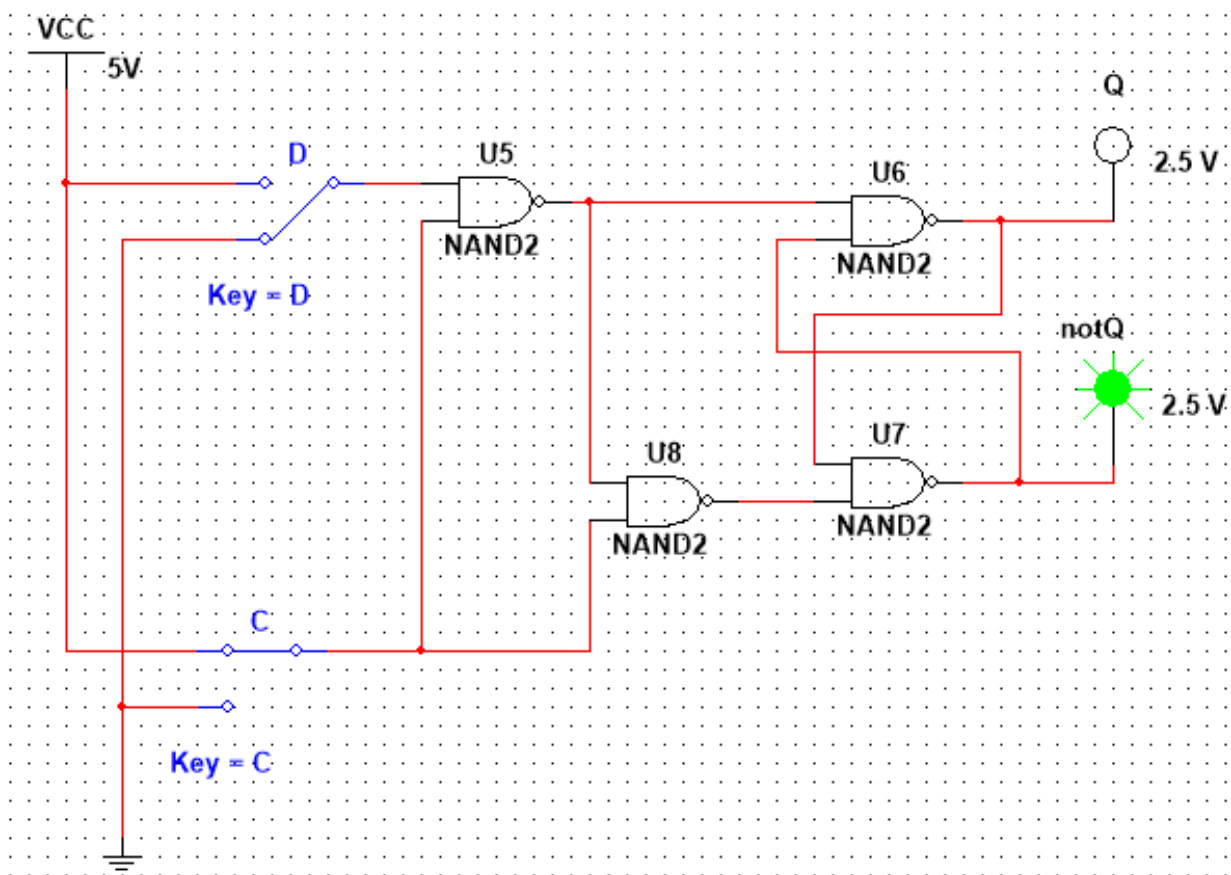 VCC
5V
Q
D
U5
2.5 V
U6
NAND2
NAND2
Key = D
notQ
2.5 V
U7
U8
NAND2
NAND2
C
Key = C